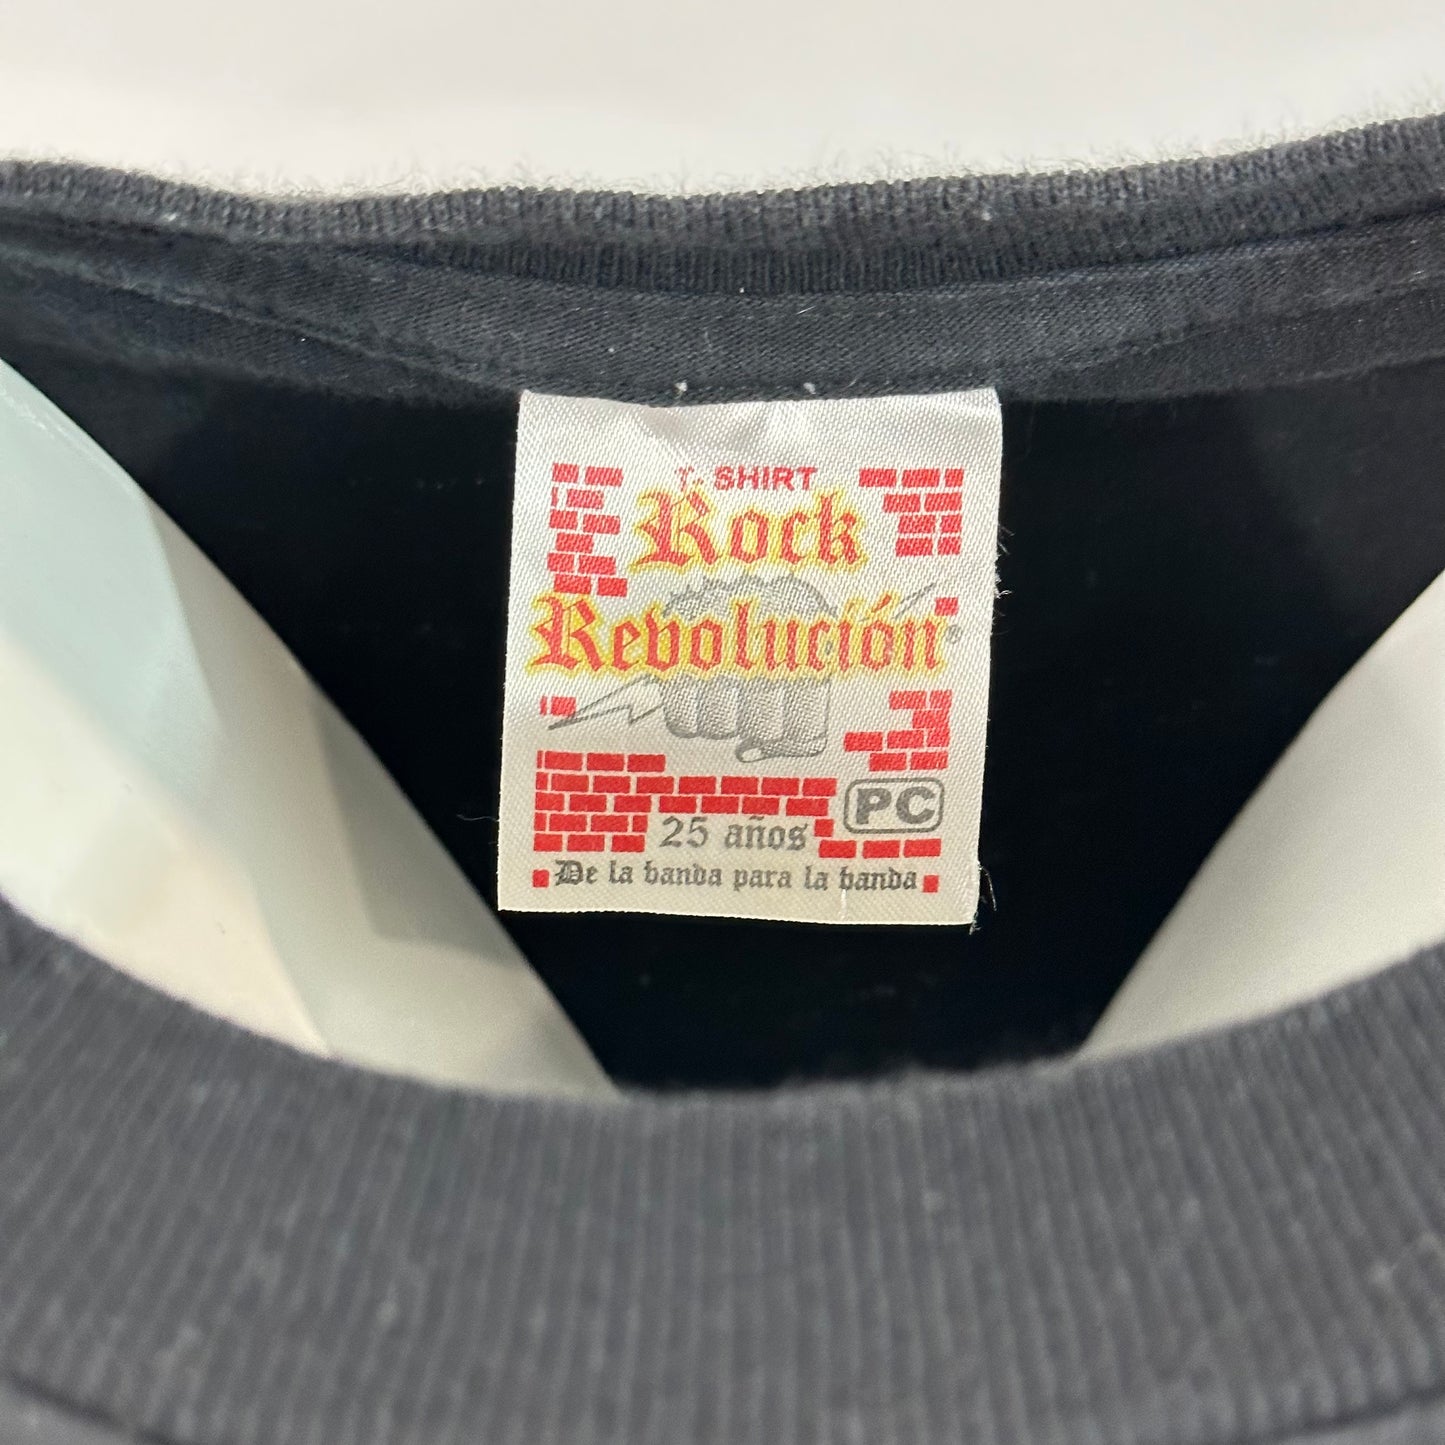 T-SHIRT
Rock
Revolución®
PC
25 años
De la banda para la banda